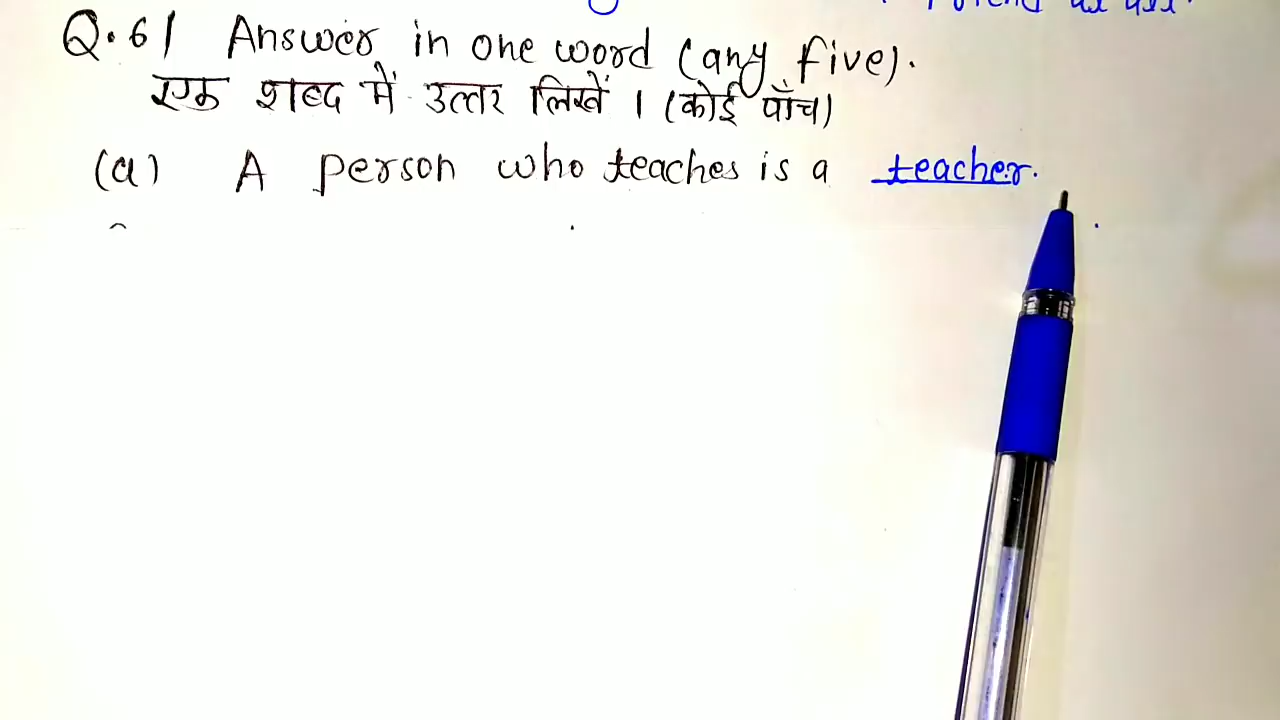 Q.6) Answer in one word (any five).
एक शब्द में उत्तर लिखें । (कोई पाँच)
(a) A person who teaches is a teacher.